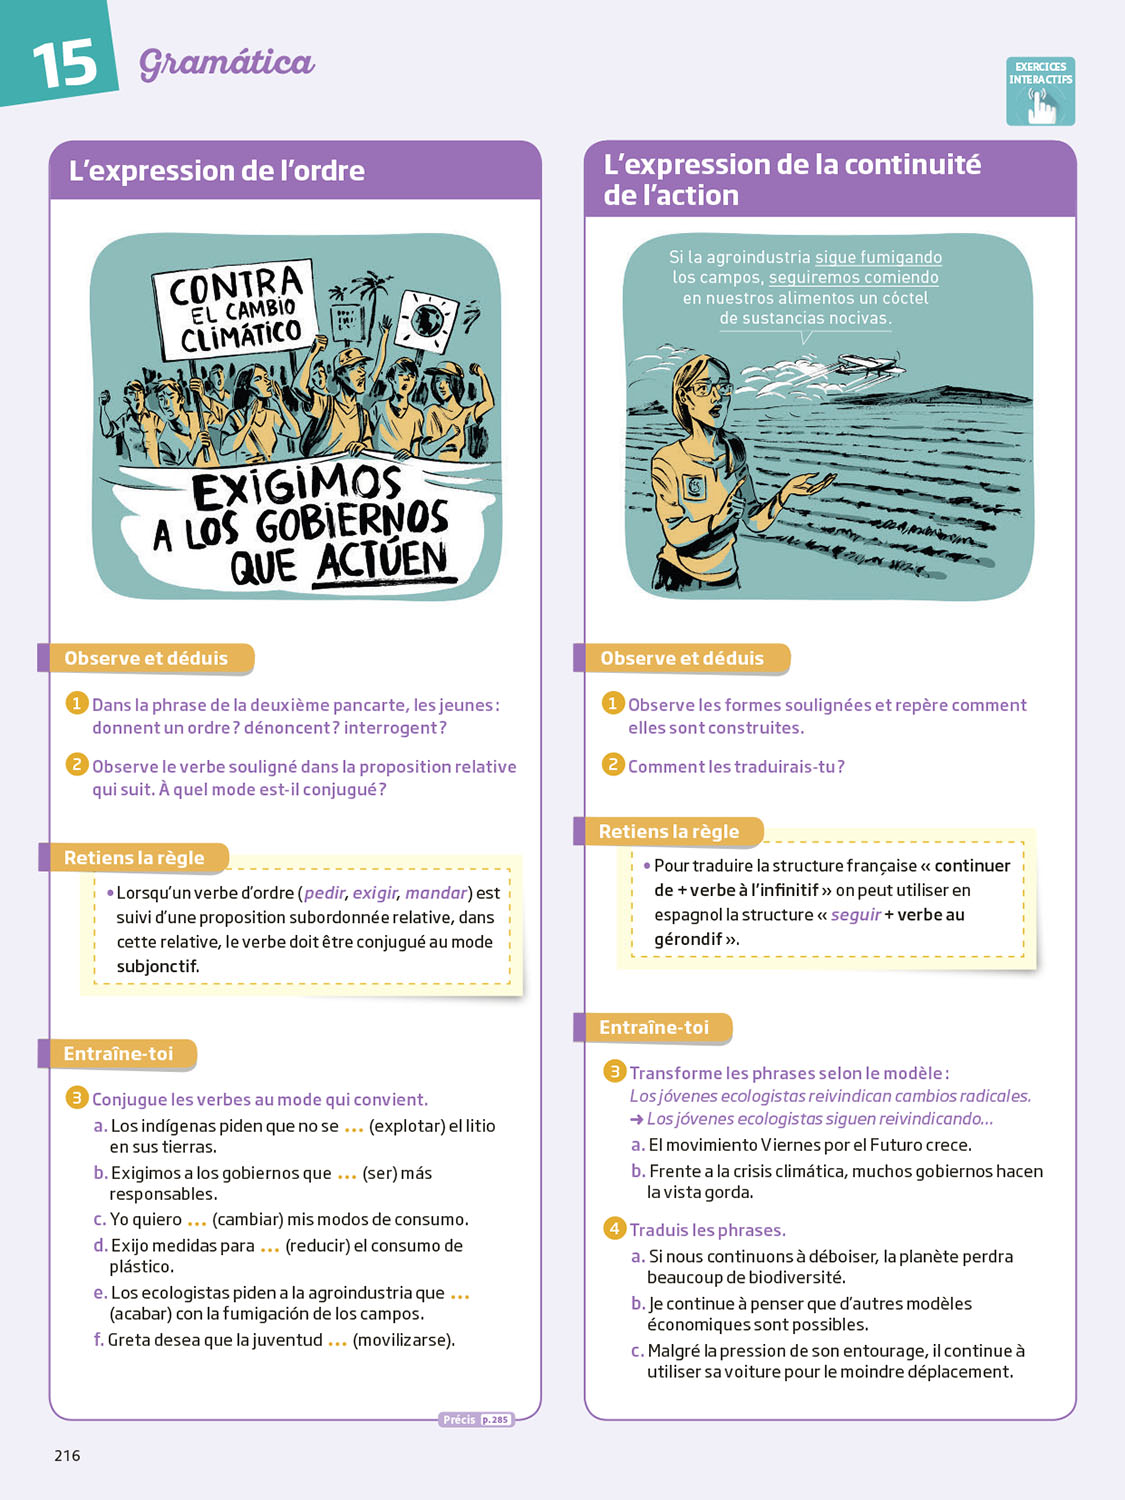 15
Gramática
EXERCICES
INTERACTIFS
L'expression de l'ordre
CONTRA
EL CAMBIO
CLIMÁTICO
EXIGIMOS
A LOS GOBIERNOS
QUE ACTÚEN
Observe et déduis
1 Dans la phrase de la deuxième pancarte, les jeunes :
donnent un ordre ? dénoncent ? interrogent ?
2 Observe le verbe souligné dans la proposition relative
qui suit. À quel mode est-il conjugué ?
Retiens la règle
• Lorsqu'un verbe d'ordre (pedir, exigir, mandar) est
suivi d'une proposition subordonnée relative, dans
cette relative, le verbe doit être conjugué au mode
subjonctif.
Entraîne-toi
3 Conjugue les verbes au mode qui convient.
a. Los indígenas piden que no se ... (explotar) el litio
en sus tierras.
b. Exigimos a los gobiernos que ... (ser) más
responsables.
c. Yo quiero ... (cambiar) mis modos de consumo.
d. Exijo medidas para ... (reducir) el consumo de
plástico.
e. Los ecologistas piden a la agroindustria que ...
(acabar) con la fumigación de los campos.
f. Greta desea que la juventud ... (movilizarse).
Précis p.285
L'expression de la continuité
de l'action
Si la agroindustria sigue fumigando
los campos, seguiremos comiendo
en nuestros alimentos un cóctel
de sustancias nocivas.
Observe et déduis
1 Observe les formes soulignées et repère comment
elles sont construites.
2 Comment les traduirais-tu ?
Retiens la règle
• Pour traduire la structure française « continuer
de + verbe à l'infinitif » on peut utiliser en
espagnol la structure « seguir + verbe au
gérondif ».
Entraîne-toi
3 Transforme les phrases selon le modèle :
Los jóvenes ecologistas reivindican cambios radicales.
➜ Los jóvenes ecologistas siguen reivindicando...
a. El movimiento Viernes por el Futuro crece.
b. Frente a la crisis climática, muchos gobiernos hacen
la vista gorda.
4 Traduis les phrases.
a. Si nous continuons à déboiser, la planète perdra
beaucoup de biodiversité.
b. Je continue à penser que d'autres modèles
économiques sont possibles.
c. Malgré la pression de son entourage, il continue à
utiliser sa voiture pour le moindre déplacement.
216